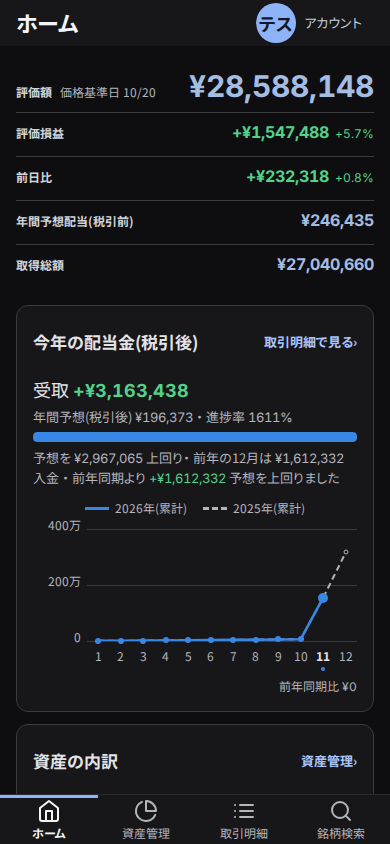 ホーム
テス アカウント
評価額 価格基準日 10/20 ¥28,588,148
評価損益 +¥1,547,488 +5.7%
前日比 +¥232,318 +0.8%
年間予想配当(税引前) ¥246,435
取得総額 ¥27,040,660
今年の配当金(税引後) 取引明細で見る›
受取 +¥3,163,438
年間予想(税引後) ¥196,373・進捗率 1611%
予想を ¥2,967,065 上回り・前年の12月は ¥1,612,332
入金・前年同期より +¥1,612,332 予想を上回りました
2026年(累計) 2025年(累計)
400万
200万
0
1 2 3 4 5 6 7 8 9 10 11 12
前年同期比 ¥0
資産の内訳 資産管理›
ホーム 資産管理 取引明細 銘柄検索